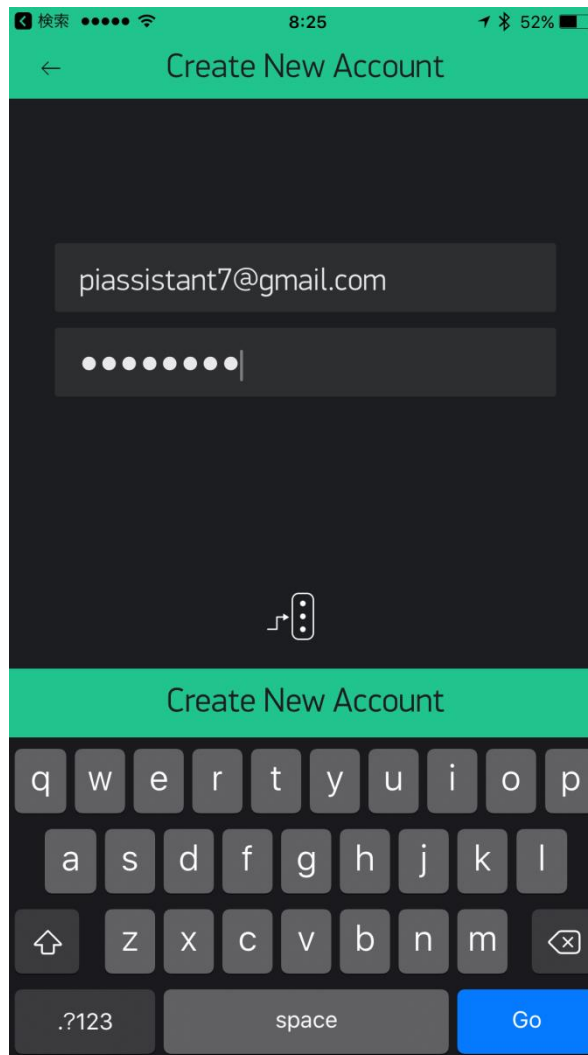 検索 8:25 52%
Create New Account
piassistant7@gmail.com
Create New Account
q w e r t y u i o p
a s d f g h j k l
z x c v b n m
.?123 space Go